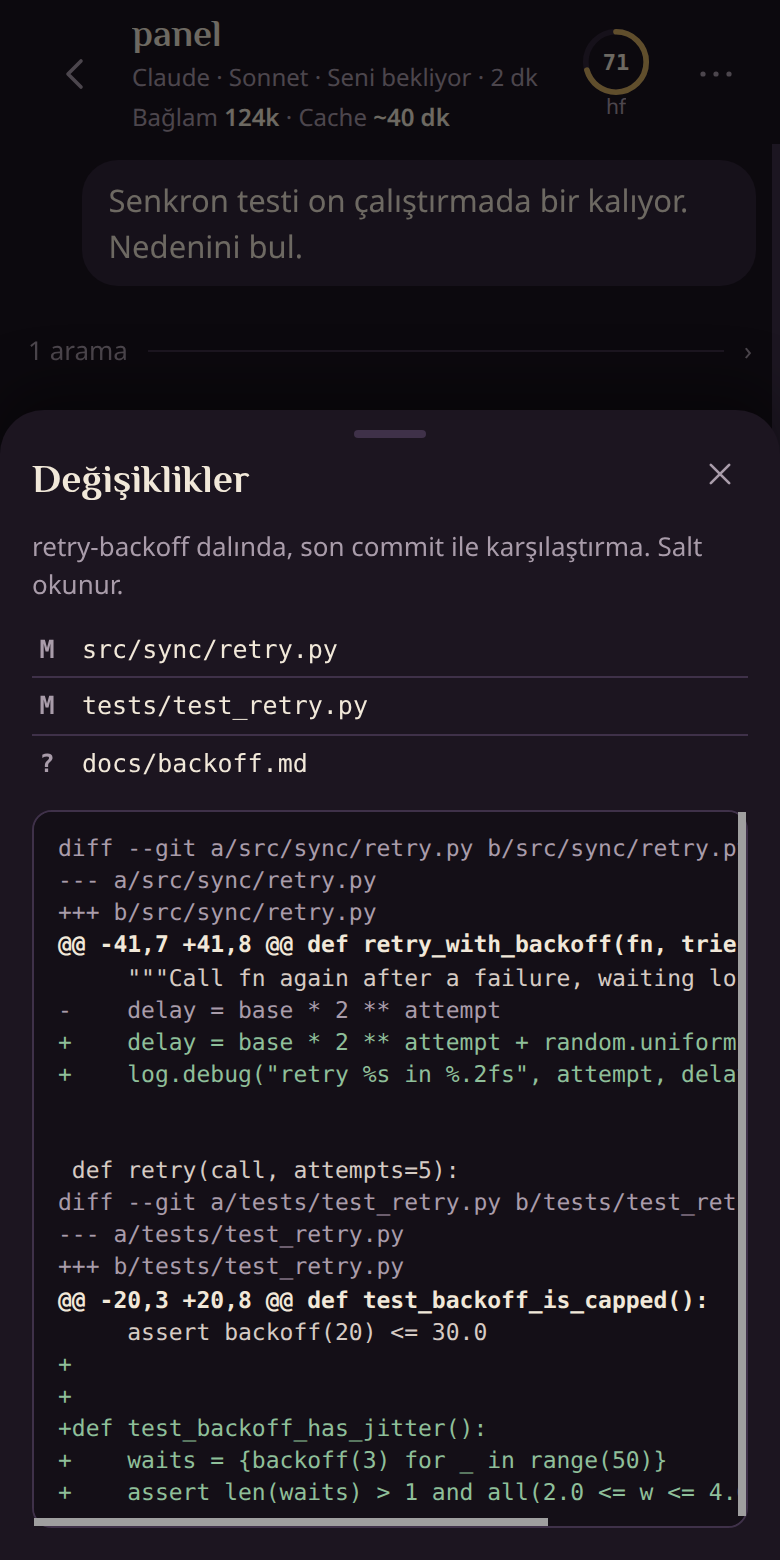 panel
Claude · Sonnet · Seni bekliyor · 2 dk
Bağlam 124k · Cache ~40 dk
71
hf
Senkron testi on çalıştırmada bir kalıyor.
Nedenini bul.
1 arama
Değişiklikler
retry-backoff dalında, son commit ile karşılaştırma. Salt
okunur.
M src/sync/retry.py
M tests/test_retry.py
? docs/backoff.md
diff --git a/src/sync/retry.py b/src/sync/retry.p
--- a/src/sync/retry.py
+++ b/src/sync/retry.py
@@ -41,7 +41,8 @@ def retry_with_backoff(fn, trie
     """Call fn again after a failure, waiting lo
-    delay = base * 2 ** attempt
+    delay = base * 2 ** attempt + random.uniform
+    log.debug("retry %s in %.2fs", attempt, dela
 def retry(call, attempts=5):
diff --git a/tests/test_retry.py b/tests/test_ret
--- a/tests/test_retry.py
+++ b/tests/test_retry.py
@@ -20,3 +20,8 @@ def test_backoff_is_capped():
     assert backoff(20) <= 30.0
+
+
+def test_backoff_has_jitter():
+    waits = {backoff(3) for _ in range(50)}
+    assert len(waits) > 1 and all(2.0 <= w <= 4.